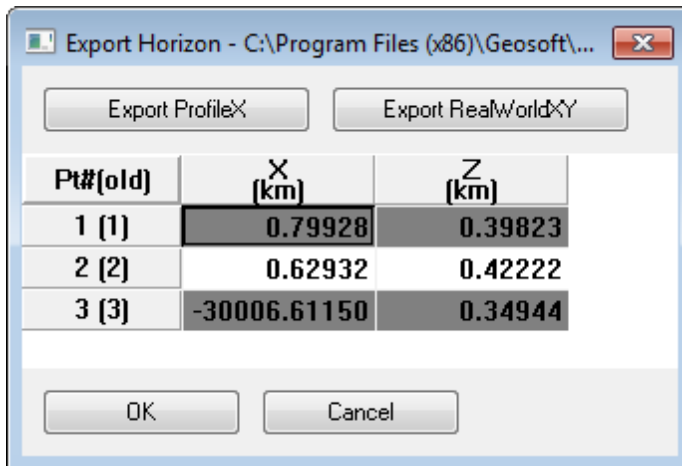 Export Horizon - C:\Program Files (x86)\Geosoft\...
Export ProfileX Export RealWorldXY
Pt#(old) X (km) Z (km)
1 (1) 0.79928 0.39823
2 (2) 0.62932 0.42222
3 (3) -30006.61150 0.34944
OK Cancel